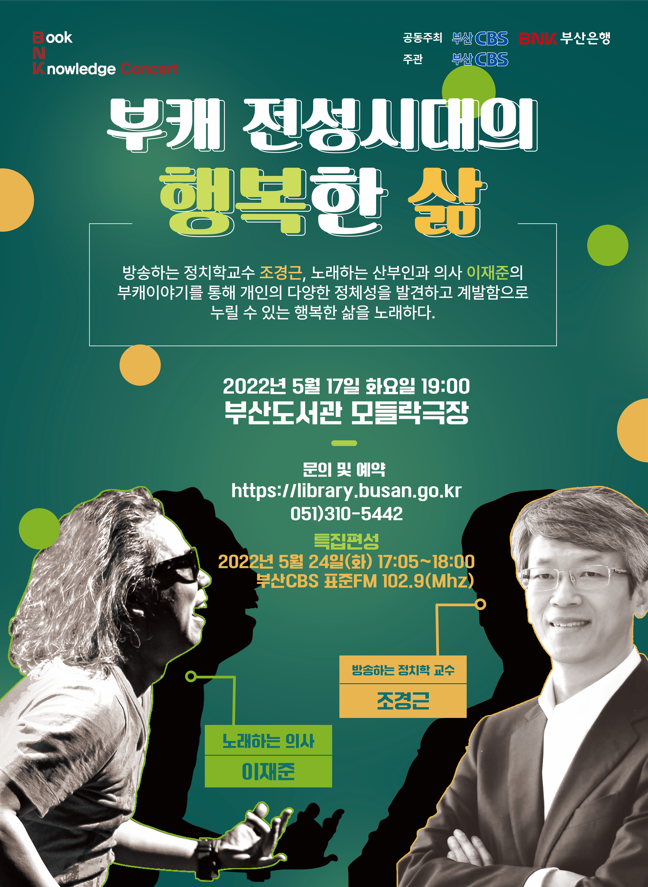 Book
N
Knowledge Concert
공동주최 부산CBS BNK 부산은행
주관 부산CBS
부캐 전성시대의
행복한 삶
방송하는 정치학교수 조경근, 노래하는 산부인과 의사 이재준의
부캐이야기를 통해 개인의 다양한 정체성을 발견하고 계발함으로
누릴 수 있는 행복한 삶을 노래하다.
2022년 5월 17일 화요일 19:00
부산도서관 모들락극장
문의 및 예약
https://library.busan.go.kr
051)310-5442
특집편성
2022년 5월 24일(화) 17:05~18:00
부산CBS 표준FM 102.9(Mhz)
방송하는 정치학 교수
조경근
노래하는 의사
이재준